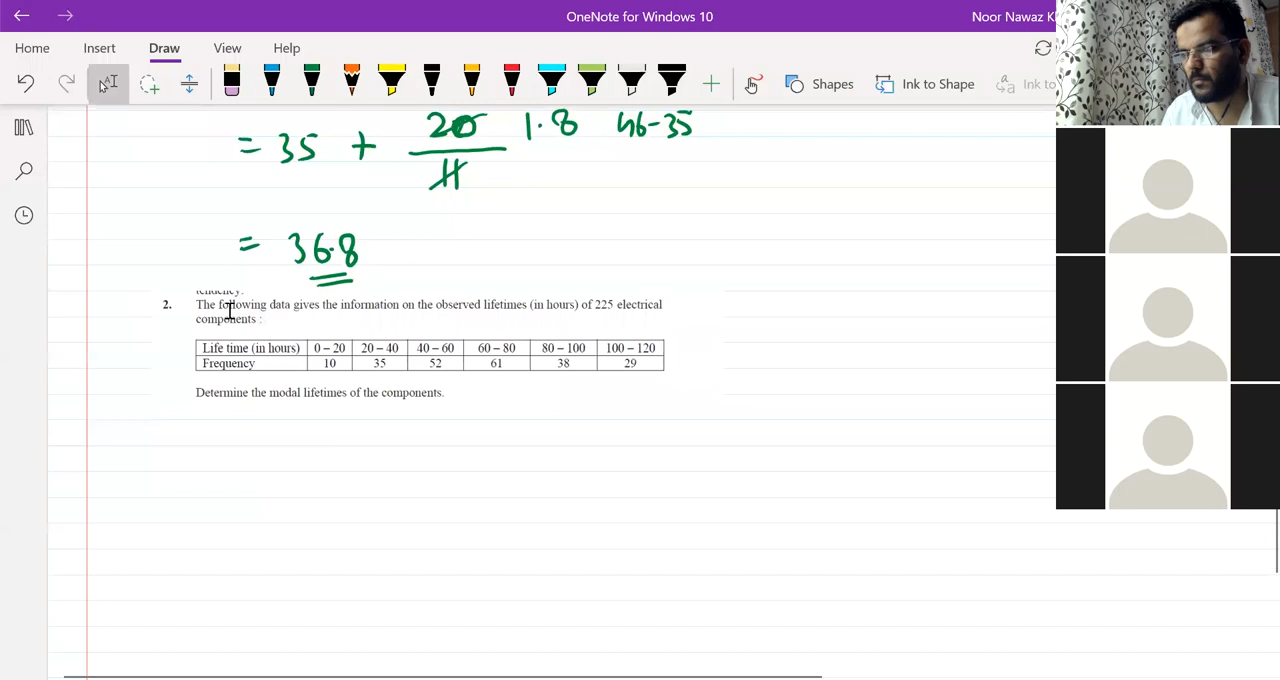 OneNote for Windows 10
Noor Nawaz K
Home Insert Draw View Help
Shapes Ink to Shape Ink to
= 35 + 20/11 1.8 46-35
= 36.8
tendency.
2. The following data gives the information on the observed lifetimes (in hours) of 225 electrical
components :
Life time (in hours) 0 – 20 20 – 40 40 – 60 60 – 80 80 – 100 100 – 120
Frequency 10 35 52 61 38 29
Determine the modal lifetimes of the components.